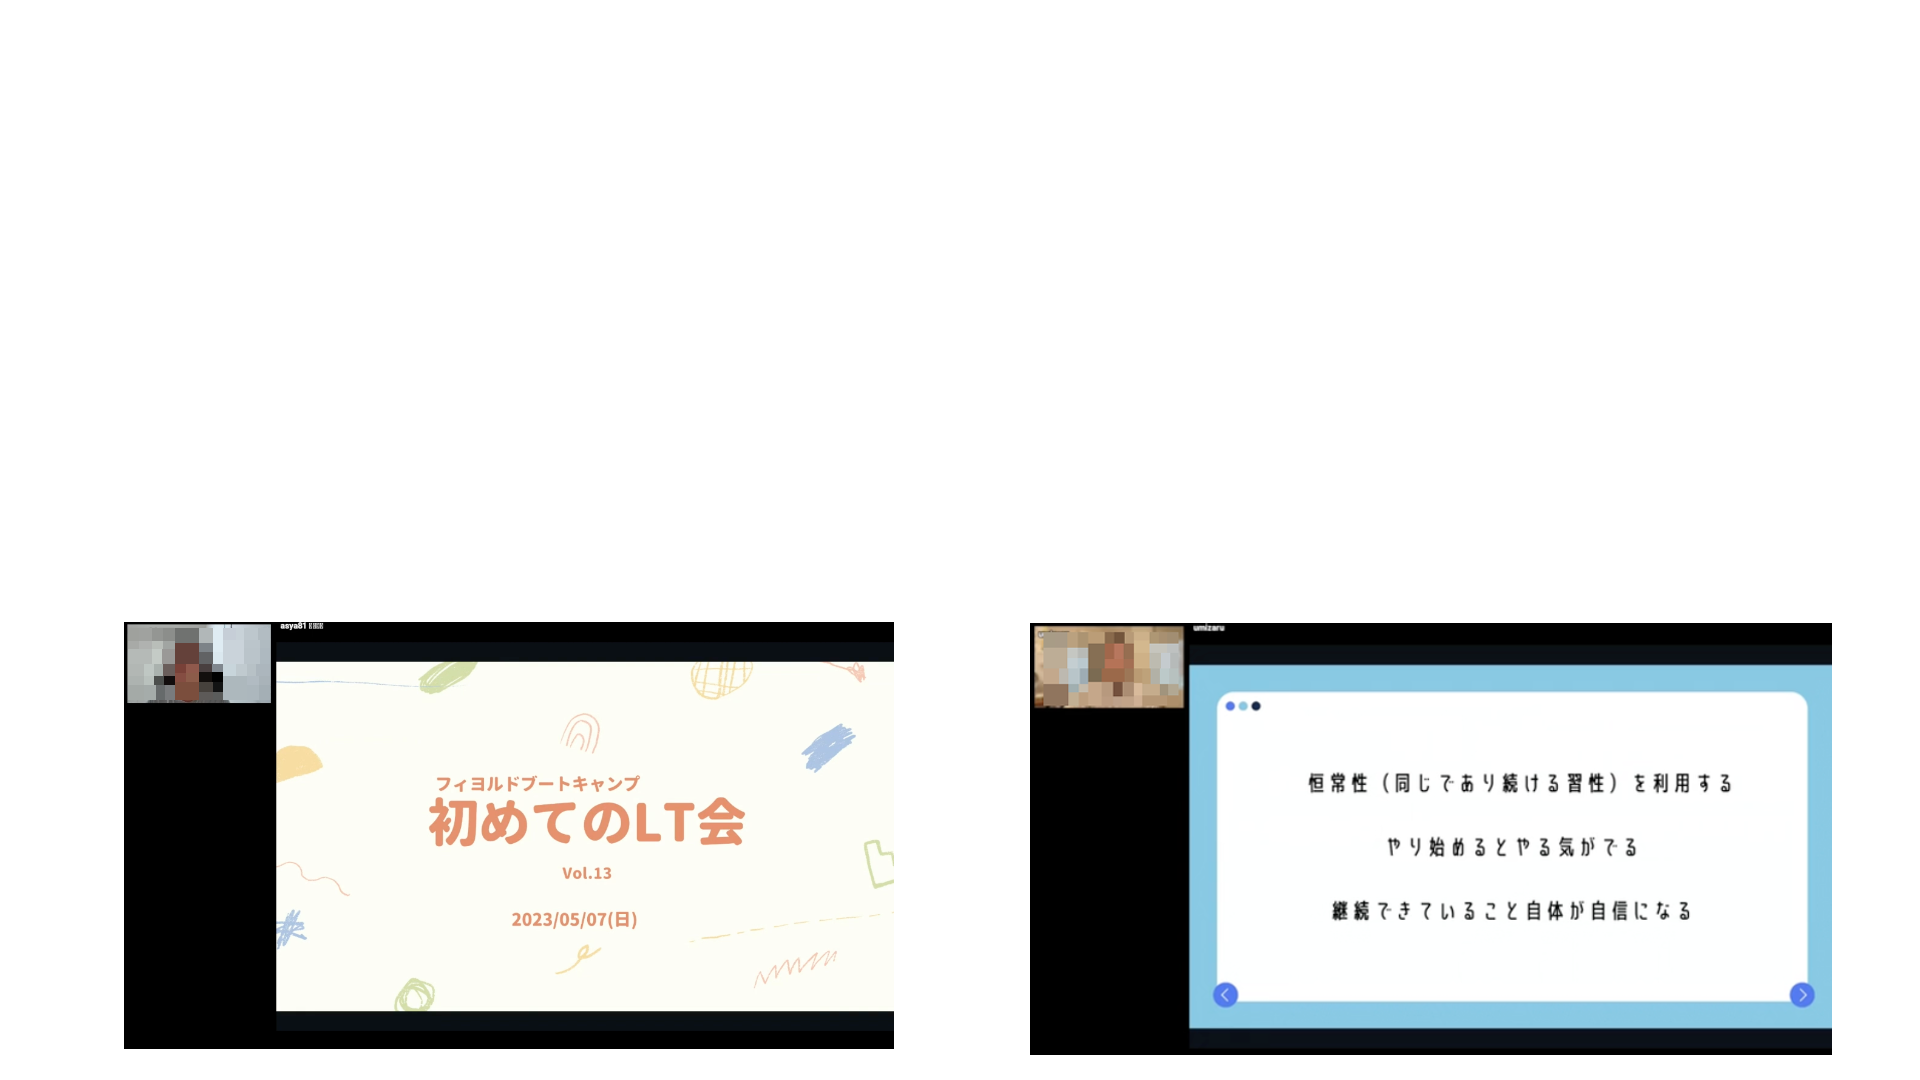 asya81
フィヨルドブートキャンプ
初めてのLT会
Vol.13
2023/05/07(日)
umizaru
恒常性（同じであり続ける習性）を利用する
やり始めるとやる気がでる
継続できていること自体が自信になる